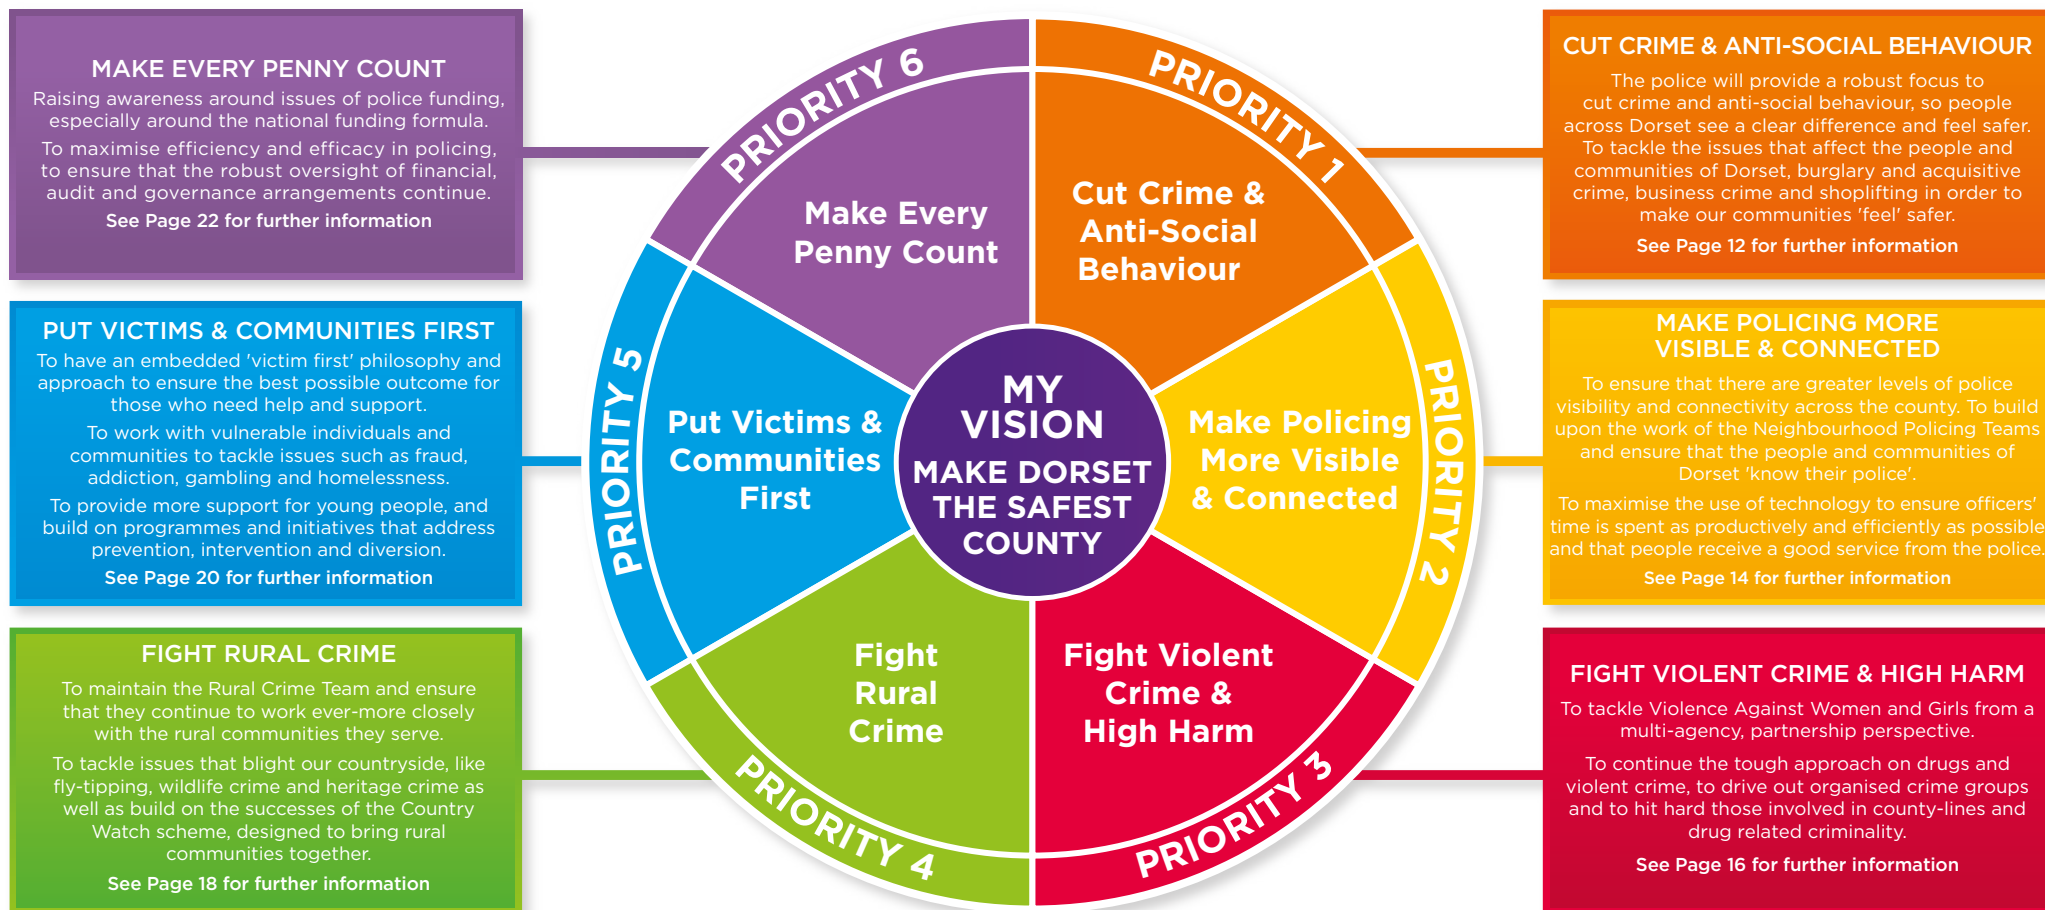 MAKE EVERY PENNY COUNT
Raising awareness around issues of police funding,
especially around the national funding formula.
To maximise efficiency and efficacy in policing,
to ensure that the robust oversight of financial,
audit and governance arrangements continue.
See Page 22 for further information
PUT VICTIMS & COMMUNITIES FIRST
To have an embedded 'victim first' philosophy and
approach to ensure the best possible outcome for
those who need help and support.
To work with vulnerable individuals and
communities to tackle issues such as fraud,
addiction, gambling and homelessness.
To provide more support for young people, and
build on programmes and initiatives that address
prevention, intervention and diversion.
See Page 20 for further information
FIGHT RURAL CRIME
To maintain the Rural Crime Team and ensure
that they continue to work ever-more closely
with the rural communities they serve.
To tackle issues that blight our countryside, like
fly-tipping, wildlife crime and heritage crime as
well as build on the successes of the Country
Watch scheme, designed to bring rural
communities together.
See Page 18 for further information
PRIORITY 6
Make Every
Penny Count
PRIORITY 1
Cut Crime &
Anti-Social
Behaviour
PRIORITY 5
Put Victims &
Communities
First
MY
VISION
MAKE DORSET
THE SAFEST
COUNTY
Make Policing
More Visible
& Connected
PRIORITY 2
Fight
Rural
Crime
PRIORITY 4
Fight Violent
Crime &
High Harm
PRIORITY 3
CUT CRIME & ANTI-SOCIAL BEHAVIOUR
The police will provide a robust focus to
cut crime and anti-social behaviour, so people
across Dorset see a clear difference and feel safer.
To tackle the issues that affect the people and
communities of Dorset, burglary and acquisitive
crime, business crime and shoplifting in order to
make our communities 'feel' safer.
See Page 12 for further information
MAKE POLICING MORE
VISIBLE & CONNECTED
To ensure that there are greater levels of police
visibility and connectivity across the county. To build
upon the work of the Neighbourhood Policing Teams
and ensure that the people and communities of
Dorset 'know their police'.
To maximise the use of technology to ensure officers'
time is spent as productively and efficiently as possible
and that people receive a good service from the police.
See Page 14 for further information
FIGHT VIOLENT CRIME & HIGH HARM
To tackle Violence Against Women and Girls from a
multi-agency, partnership perspective.
To continue the tough approach on drugs and
violent crime, to drive out organised crime groups
and to hit hard those involved in county-lines and
drug related criminality.
See Page 16 for further information